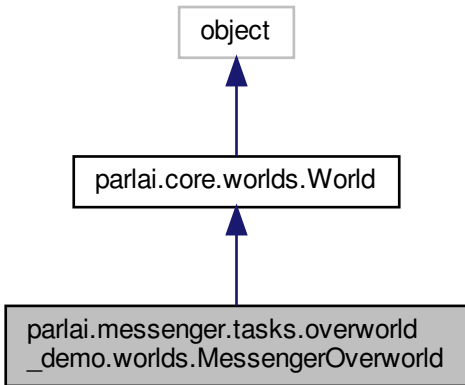 object
parlai.core.worlds.World
parlai.messenger.tasks.overworld
_demo.worlds.MessengerOverworld